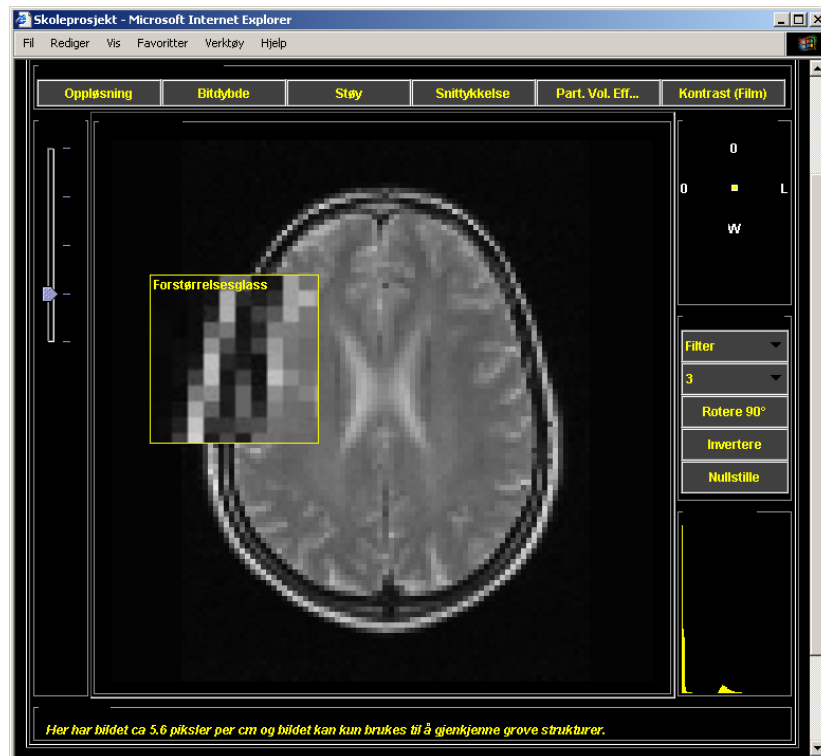 Skoleprosjekt - Microsoft Internet Explorer
Fil Rediger Vis Favoritter Verktøy Hjelp
Oppløsning Bitdybde Støy Snittykkelse Part. Vol. Eff... Kontrast (Film)
0
0 L
W
Forstørrelsesglass
Filter
3
Rotere 90°
Invertere
Nullstille
Her har bildet ca 5.6 piksler per cm og bildet kan kun brukes til å gjenkjenne grove strukturer.